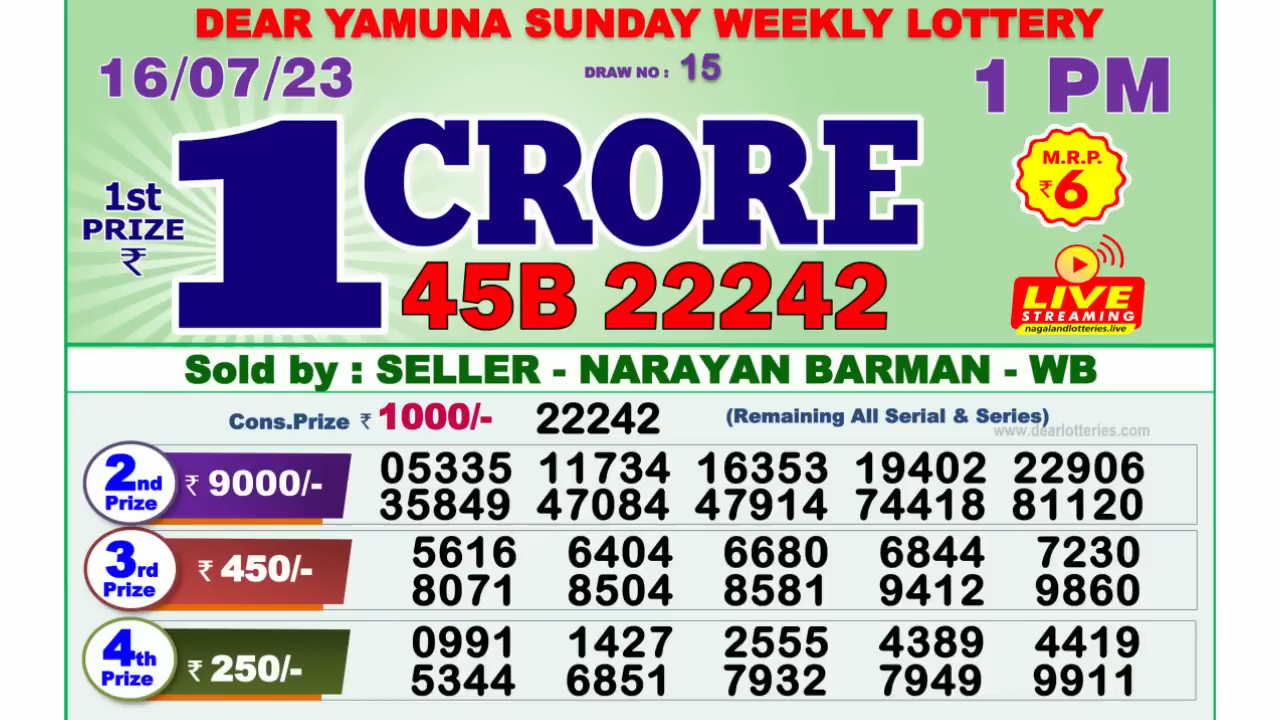 DEAR YAMUNA SUNDAY WEEKLY LOTTERY
16/07/23
DRAW NO : 15
1 PM
1st
PRIZE
₹
1 CRORE
45B 22242
M.R.P.
₹6
LIVE
STREAMING
nagalandlotteries.live
Sold by : SELLER - NARAYAN BARMAN - WB
Cons.Prize ₹ 1000/- 22242 (Remaining All Serial & Series)
www.dearlotteries.com
2nd Prize ₹ 9000/-
05335 11734 16353 19402 22906
35849 47084 47914 74418 81120
3rd Prize ₹ 450/-
5616 6404 6680 6844 7230
8071 8504 8581 9412 9860
4th Prize ₹ 250/-
0991 1427 2555 4389 4419
5344 6851 7932 7949 9911